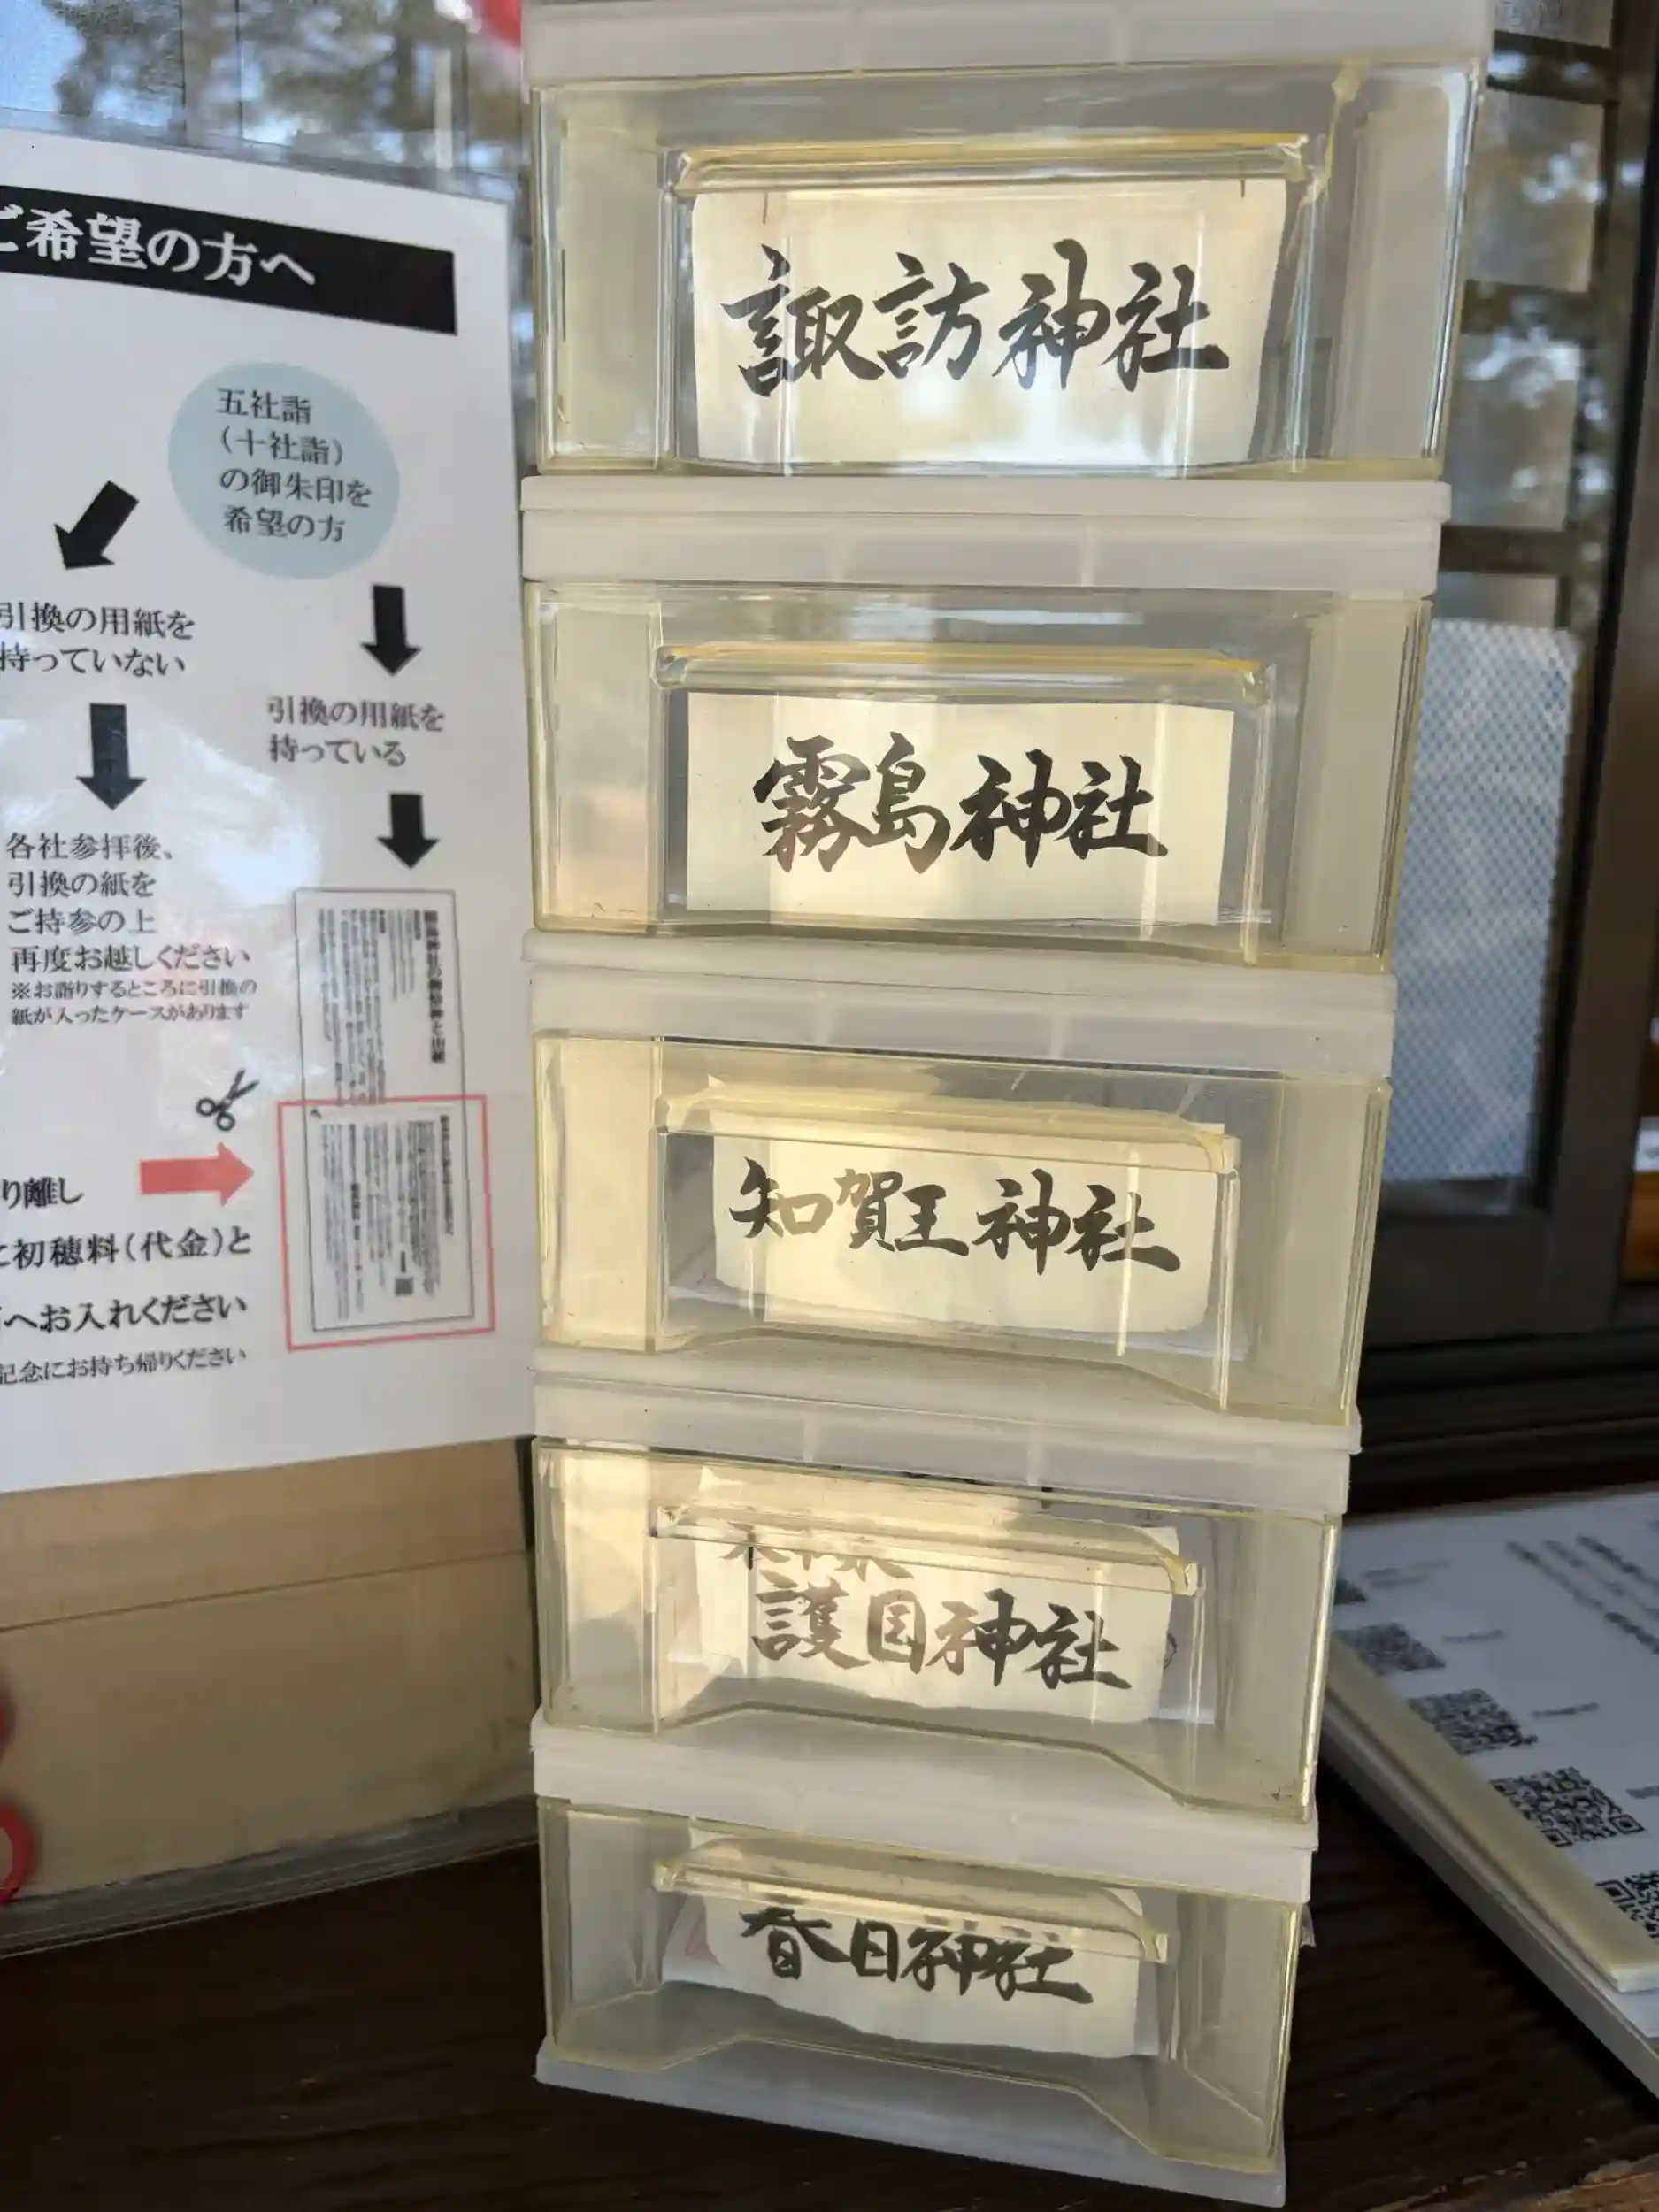 ご希望の方へ
五社詣
(十社詣)
の御朱印を
希望の方
引換の用紙を
持っていない
引換の用紙を
持っている
各社参拝後、
引換の紙を
ご持参の上
再度お越しください
※お詣りするところに引換の
紙が入ったケースがあります
り離し
と初穂料(代金)と
へお入れください
記念にお持ち帰りください
諏訪神社
霧島神社
知賀王神社
護国神社
春日神社